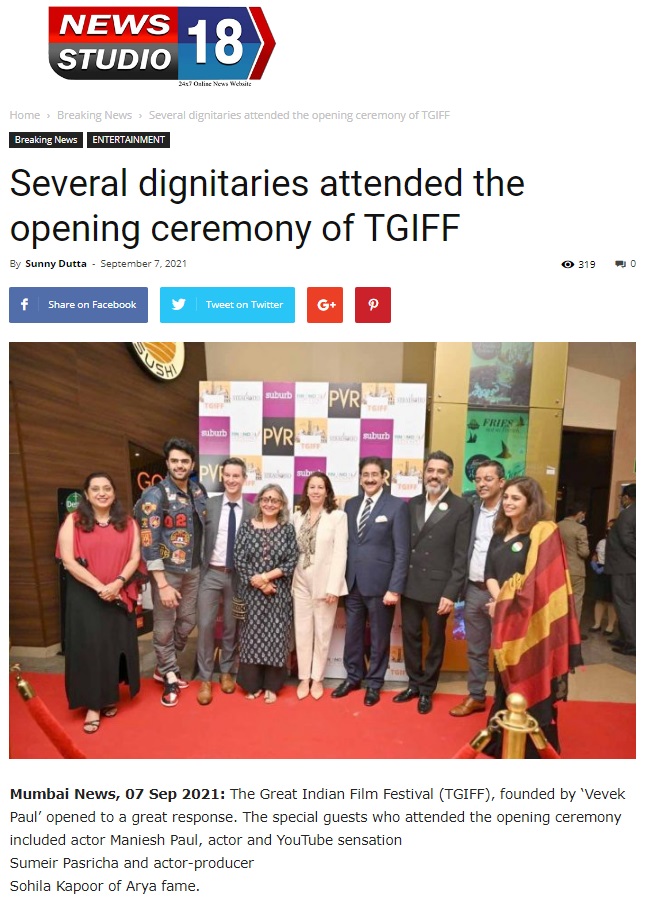 NEWS
STUDIO
18
24x7 Online News Website
Home › Breaking News › Several dignitaries attended the opening ceremony of TGIFF
Breaking News ENTERTAINMENT
Several dignitaries attended the
opening ceremony of TGIFF
By Sunny Dutta - September 7, 2021 319 0
Share on Facebook Tweet on Twitter G+
SUSHI
TGIFF suburb PVR TGIFF
suburb PVR TGIFF suburb
PVR TGIFF
FRIES
Mumbai News, 07 Sep 2021: The Great Indian Film Festival (TGIFF), founded by ‘Vevek
Paul’ opened to a great response. The special guests who attended the opening ceremony
included actor Maniesh Paul, actor and YouTube sensation
Sumeir Pasricha and actor-producer
Sohila Kapoor of Arya fame.